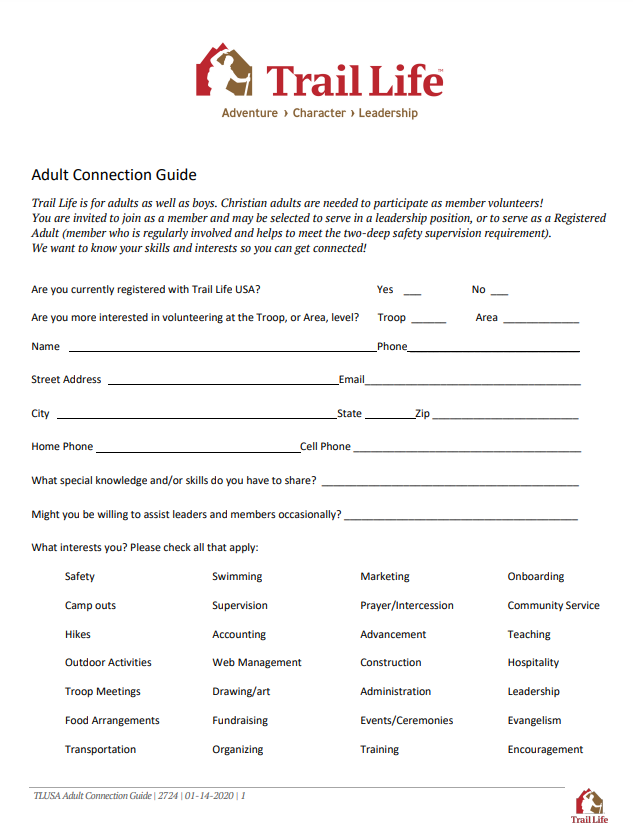 Trail Life™
Adventure › Character › Leadership
Adult Connection Guide
Trail Life is for adults as well as boys. Christian adults are needed to participate as member volunteers!
You are invited to join as a member and may be selected to serve in a leadership position, or to serve as a Registered
Adult (member who is regularly involved and helps to meet the two-deep safety supervision requirement).
We want to know your skills and interests so you can get connected!
Are you currently registered with Trail Life USA? Yes ___ No ___
Are you more interested in volunteering at the Troop, or Area, level? Troop ______ Area _____________
Name ______________________________Phone______________________________
Street Address ______________________________Email______________________________
City ______________________________State ________Zip ______________________
Home Phone ______________________________Cell Phone ______________________________
What special knowledge and/or skills do you have to share? ______________________________
Might you be willing to assist leaders and members occasionally? ______________________________
What interests you? Please check all that apply:
Safety Swimming Marketing Onboarding
Camp outs Supervision Prayer/Intercession Community Service
Hikes Accounting Advancement Teaching
Outdoor Activities Web Management Construction Hospitality
Troop Meetings Drawing/art Administration Leadership
Food Arrangements Fundraising Events/Ceremonies Evangelism
Transportation Organizing Training Encouragement
TLUSA Adult Connection Guide | 2724 | 01-14-2020 | 1
Trail Life